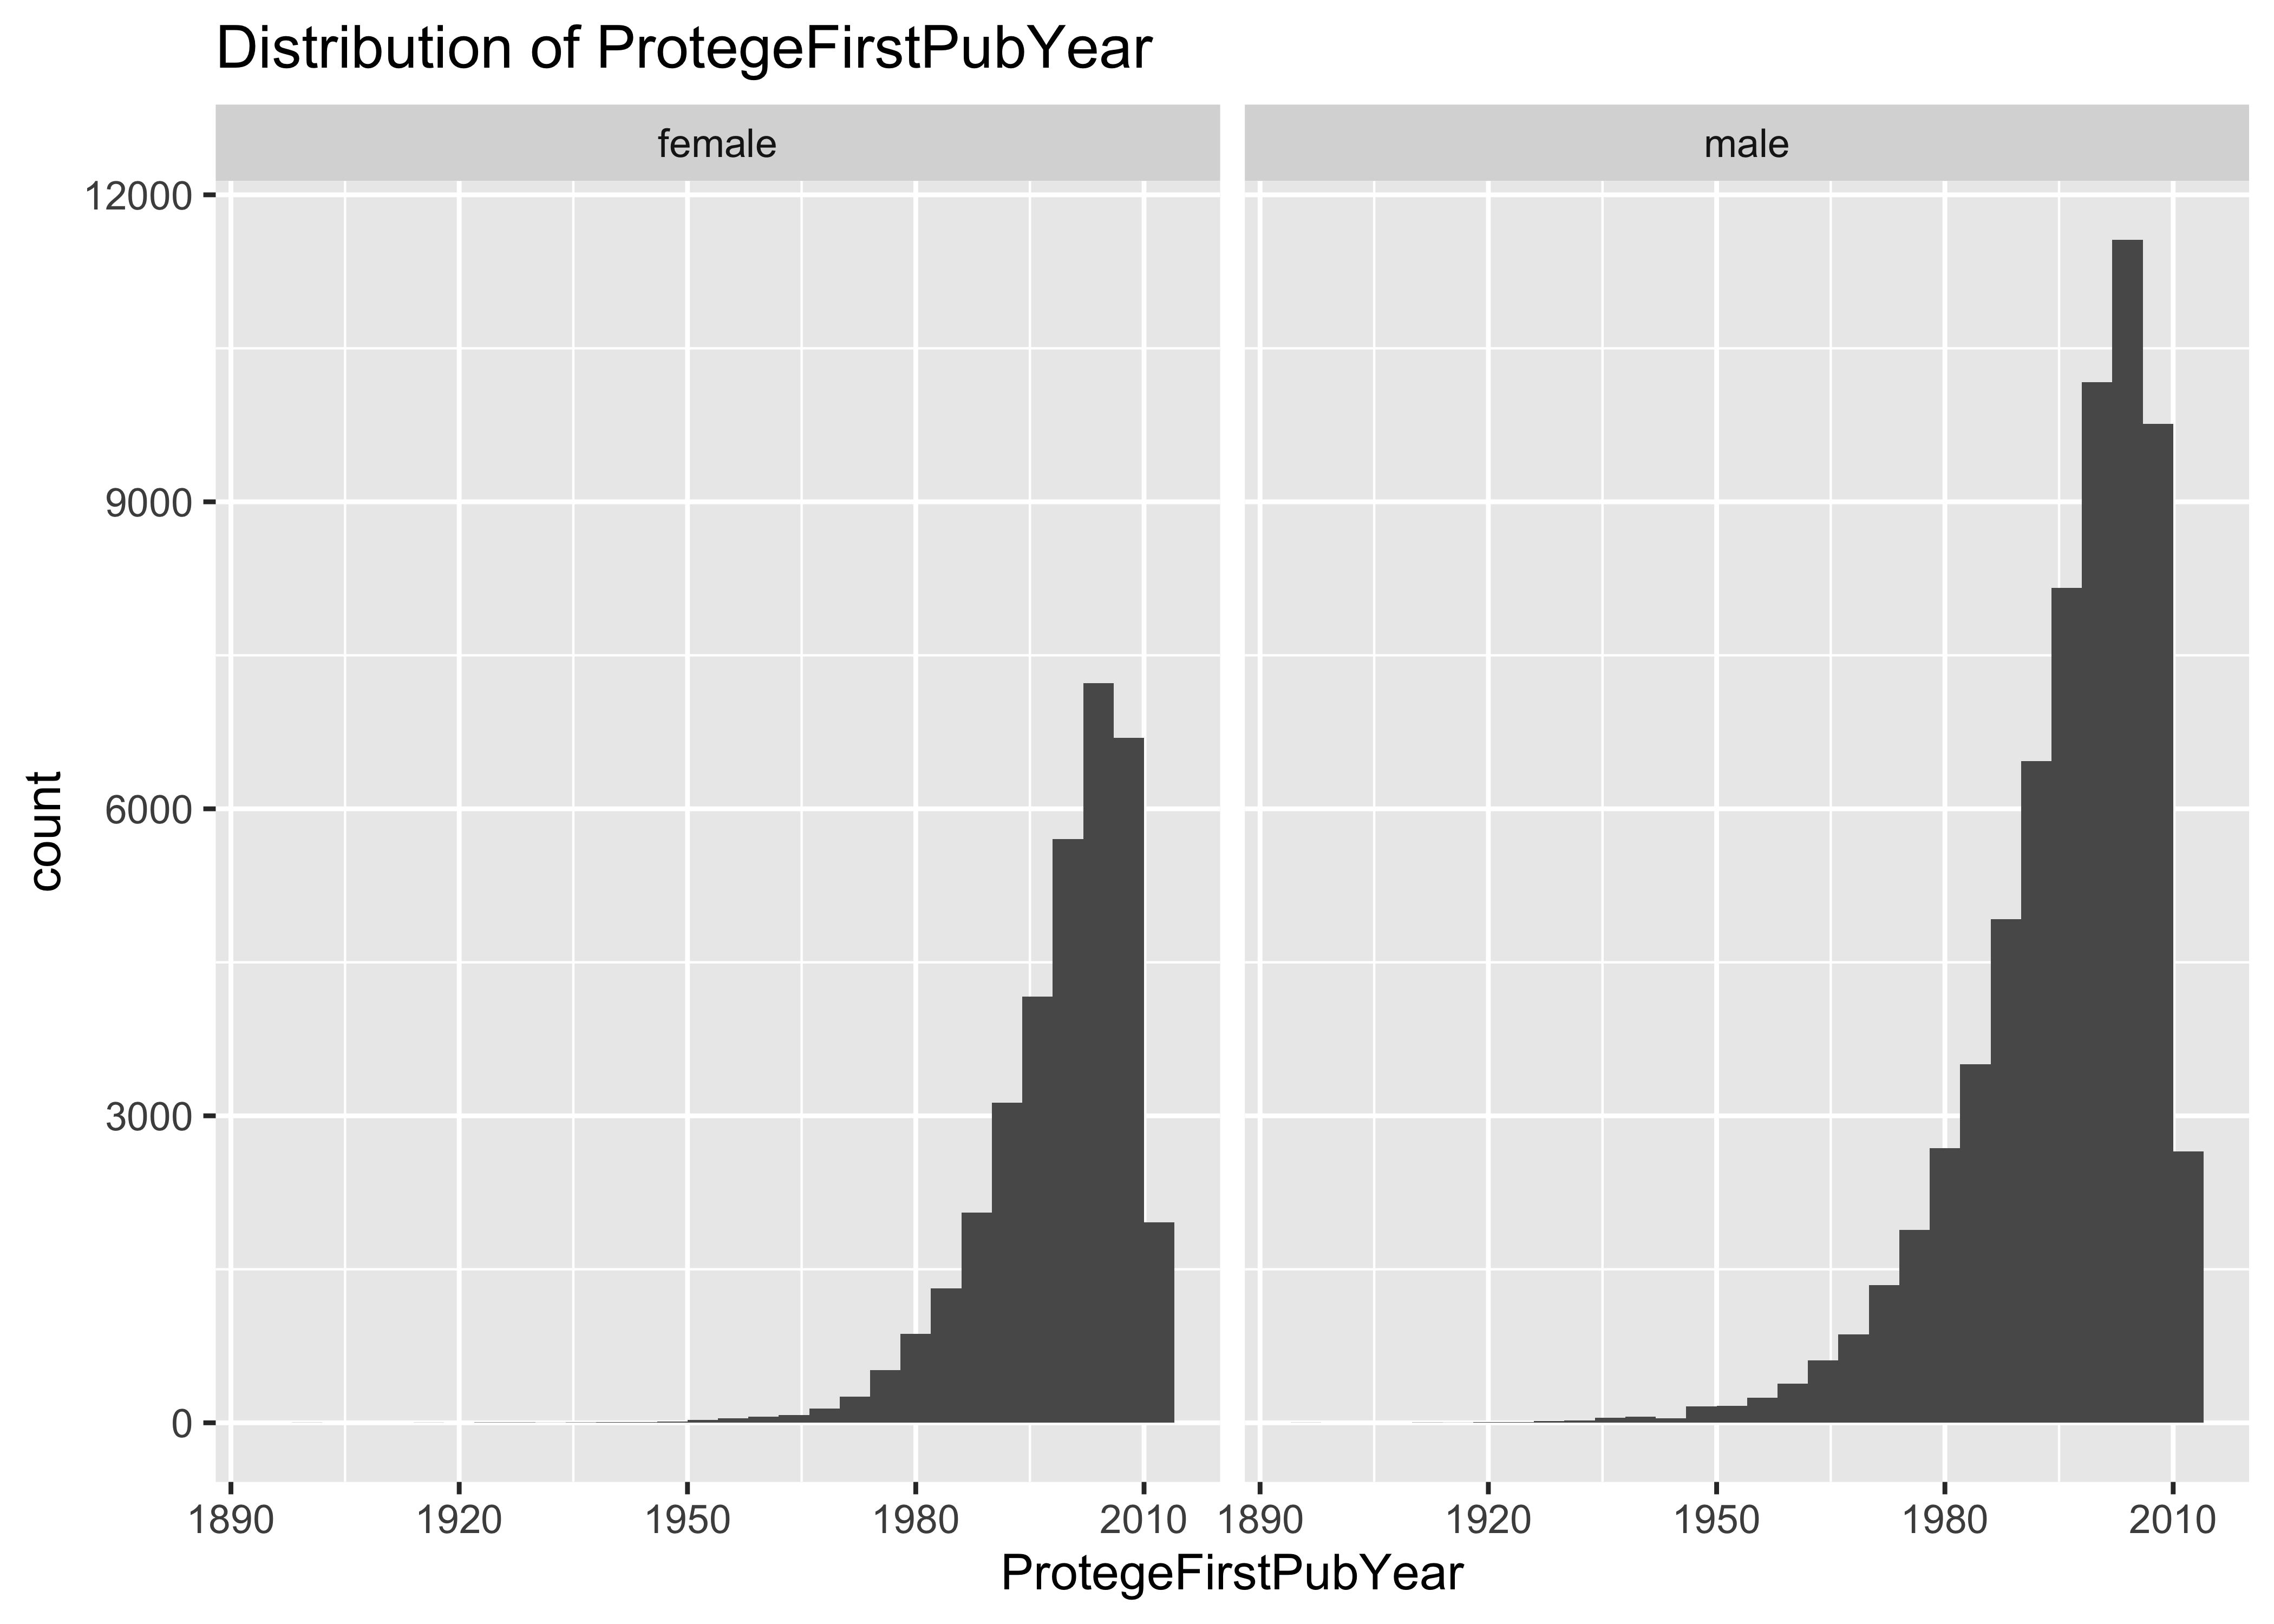 Distribution of ProtegeFirstPubYear
female male
12000
9000
6000
3000
0
count
1890 1920 1950 1980 2010 1890 1920 1950 1980 2010
ProtegeFirstPubYear